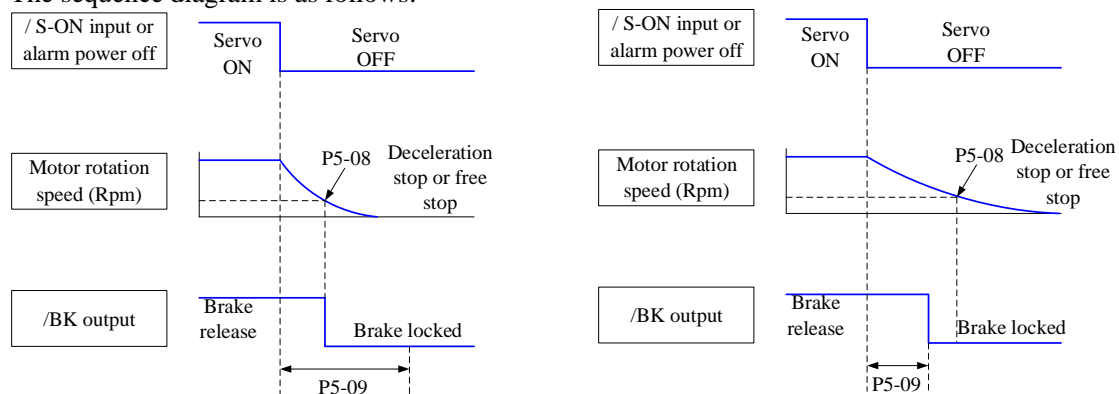 The sequence diagram is as follows:
/ S-ON input or
alarm power off
Servo
ON
Servo
OFF
Motor rotation
speed (Rpm)
P5-08
Deceleration
stop or free
stop
/BK output
Brake
release
Brake locked
P5-09
/ S-ON input or
alarm power off
Servo
ON
Servo
OFF
Motor rotation
speed (Rpm)
P5-08
Deceleration
stop or free
stop
/BK output
Brake
release
Brake locked
P5-09